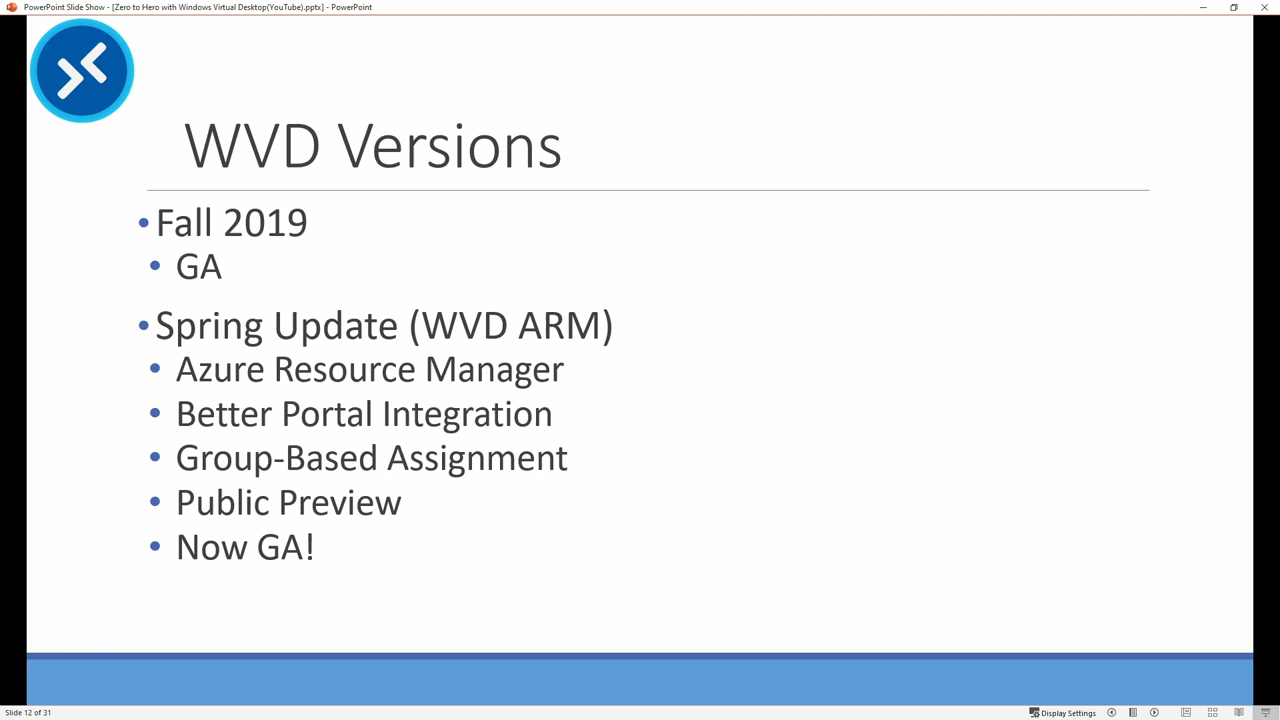 PowerPoint Slide Show - [Zero to Hero with Windows Virtual Desktop(YouTube).pptx] - PowerPoint
WVD Versions
• Fall 2019
• GA
• Spring Update (WVD ARM)
• Azure Resource Manager
• Better Portal Integration
• Group-Based Assignment
• Public Preview
• Now GA!
Slide 12 of 31
Display Settings